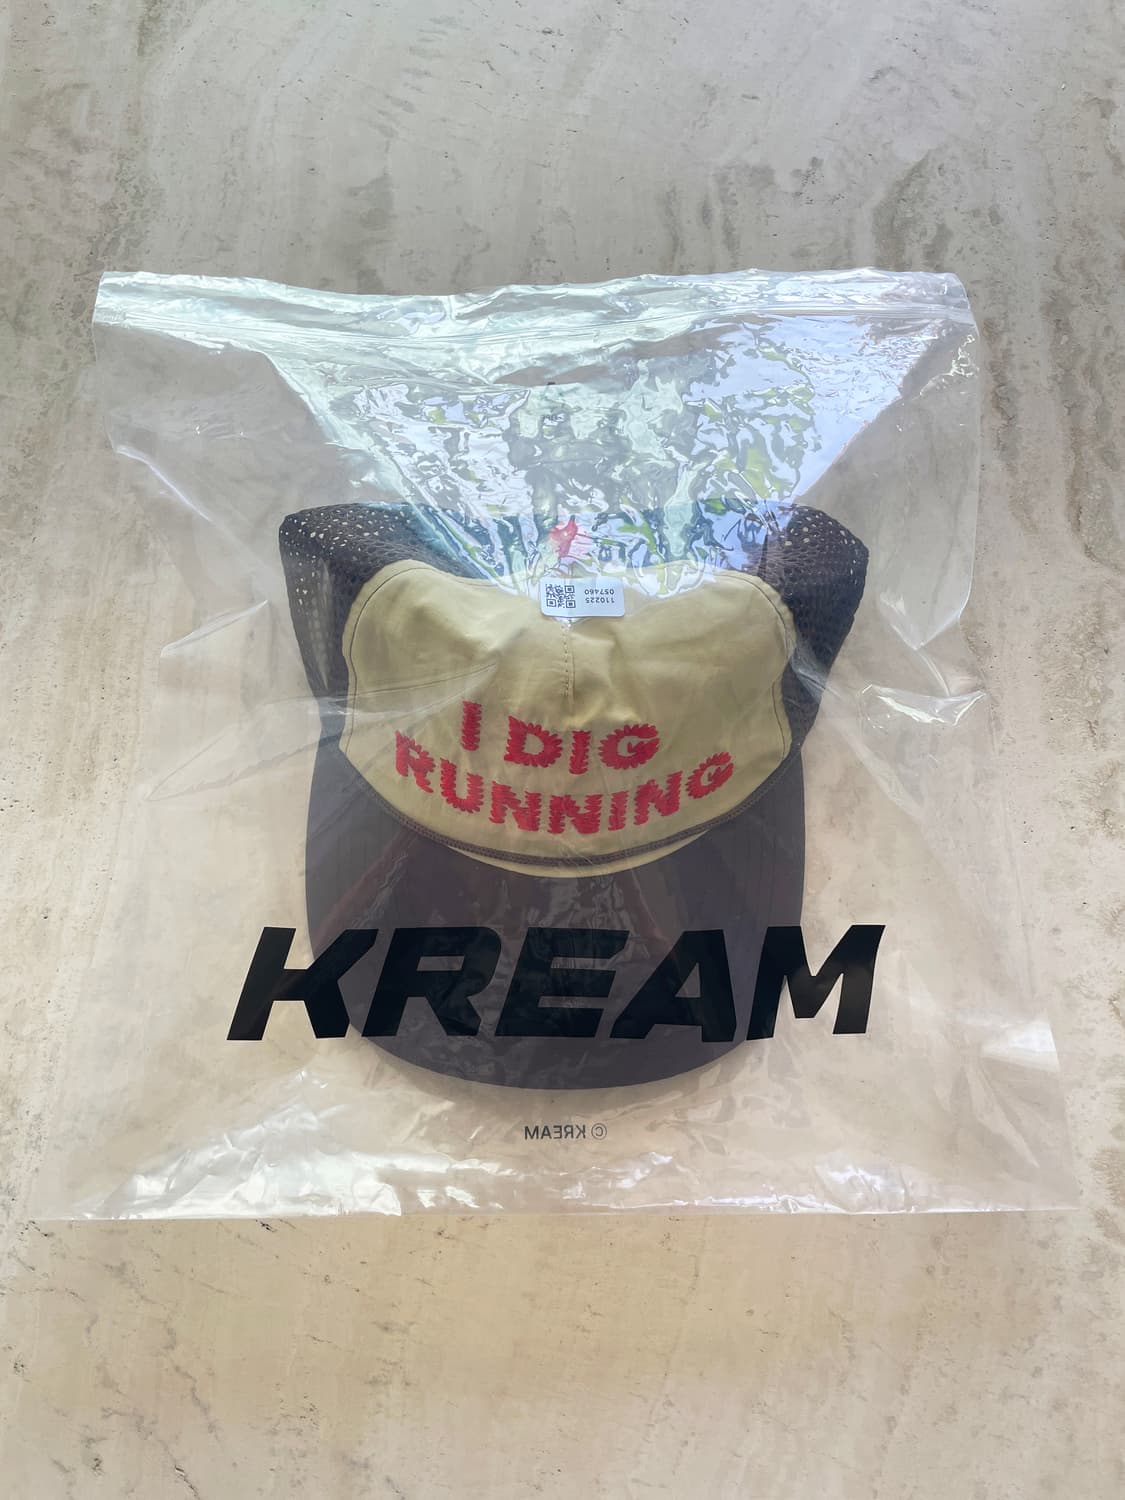 110225
057460
I DIG
RUNNING
KREAM
© KREAM